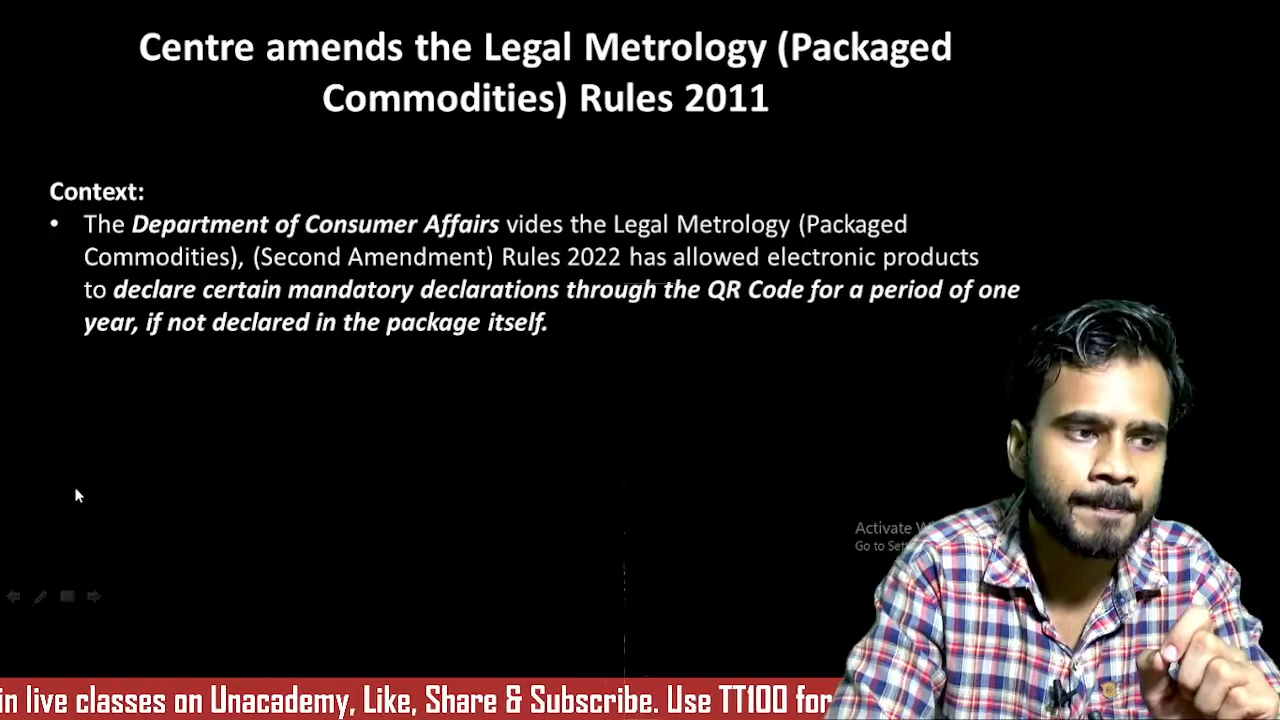 Centre amends the Legal Metrology (Packaged
Commodities) Rules 2011
Context:
• The Department of Consumer Affairs vides the Legal Metrology (Packaged
Commodities), (Second Amendment) Rules 2022 has allowed electronic products
to declare certain mandatory declarations through the QR Code for a period of one
year, if not declared in the package itself.
Activate
Go to
in live classes on Unacademy, Like, Share & Subscribe. Use TT100 for